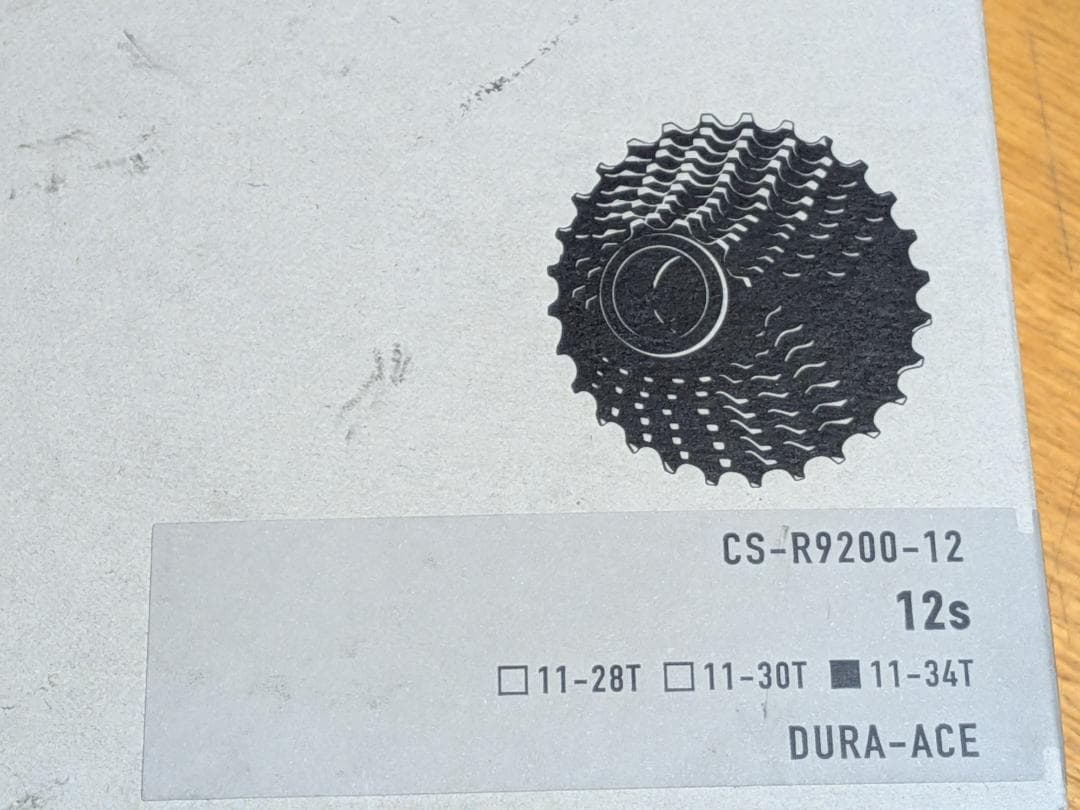 CS-R9200-12
12s
□11-28T □11-30T ■11-34T
DURA-ACE